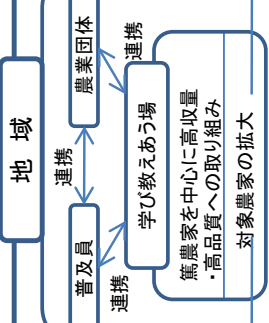 地 域
農業団体
連携
普及員
連携
連携
学び教えあう場
篤農家を中心に高収量
・高品質への取り組み
対象農家の拡大